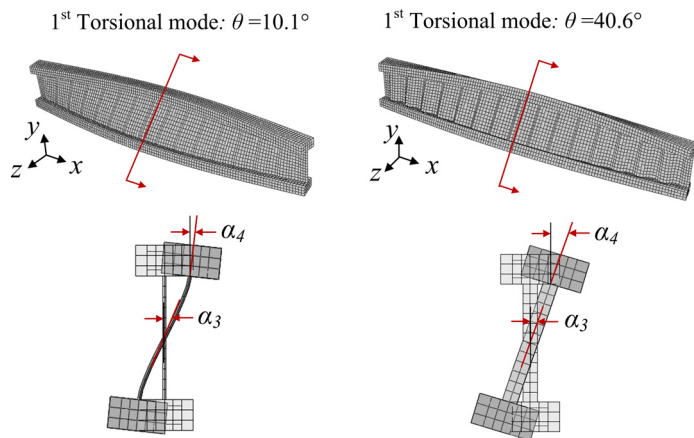 1st Torsional mode: θ =10.1°
1st Torsional mode: θ =40.6°
y
z
x
y
z
x
α4
α3
α4
α3